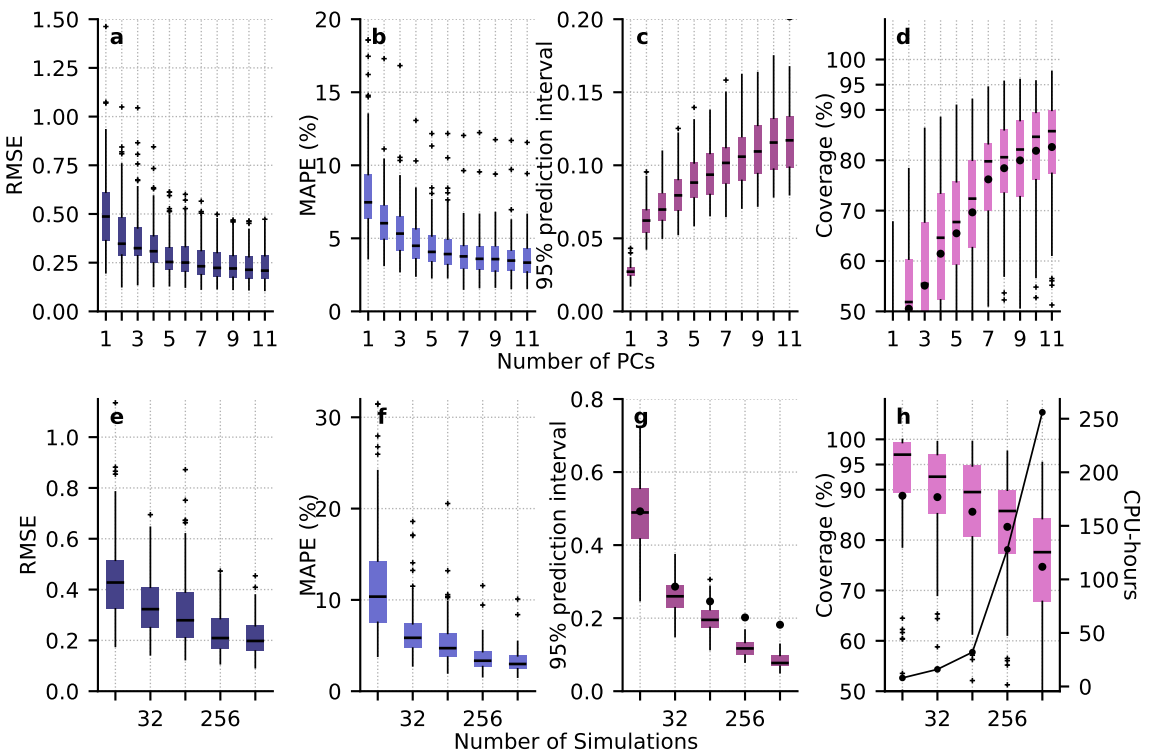 a
b
c
d
RMSE
1.50
1.25
1.00
0.75
0.50
0.25
0.00
1 3 5 7 9 11
MAPE (%)
20
15
10
5
0
1 3 5 7 9 11
95% prediction interval
0.20
0.15
0.10
0.05
0.00
1 3 5 7 9 11
Coverage (%)
100
95
90
80
70
60
50
1 3 5 7 9 11
Number of PCs
e
f
g
h
RMSE
1.0
0.8
0.6
0.4
0.2
0.0
32 256
MAPE (%)
30
20
10
0
32 256
95% prediction interval
0.8
0.6
0.4
0.2
0.0
32 256
Coverage (%)
100
95
90
80
70
60
50
32 256
250
200
150
100
50
0
CPU-hours
Number of Simulations